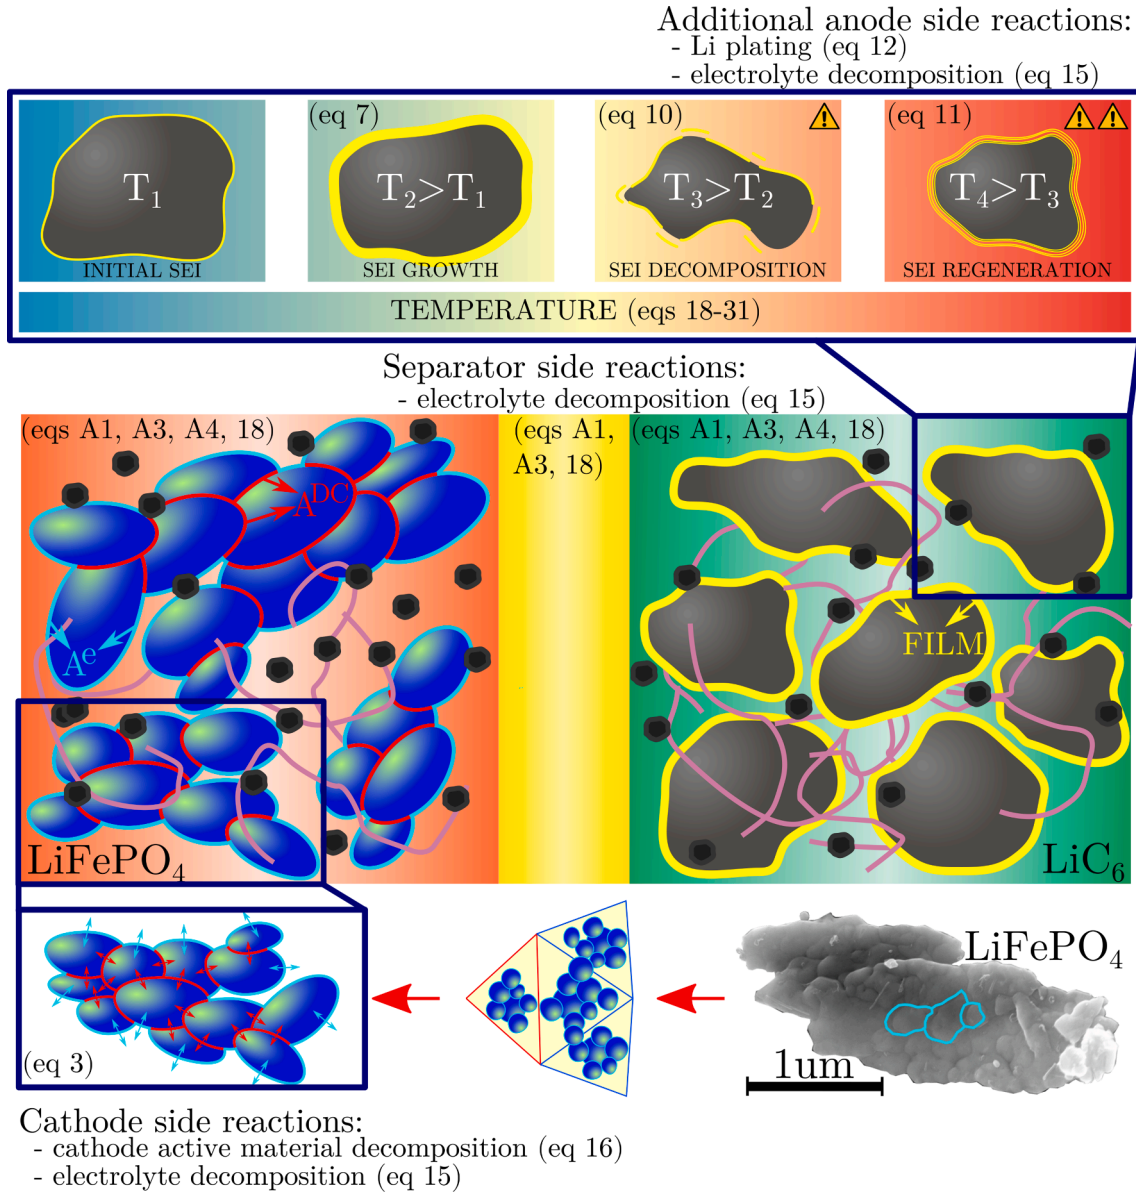 Additional anode side reactions:
- Li plating (eq 12)
- electrolyte decomposition (eq 15)
(eq 7)
(eq 10)
(eq 11)
T₁
T₂>T₁
T₃>T₂
T₄>T₃
INITIAL SEI
SEI GROWTH
SEI DECOMPOSITION
SEI REGENERATION
TEMPERATURE (eqs 18-31)
Separator side reactions:
- electrolyte decomposition (eq 15)
(eqs A1, A3, A4, 18)
(eqs A1,
A3, 18)
(eqs A1, A3, A4, 18)
A^DC
A^e
FILM
LiFePO₄
LiC₆
(eq 3)
LiFePO₄
1um
Cathode side reactions:
- cathode active material decomposition (eq 16)
- electrolyte decomposition (eq 15)